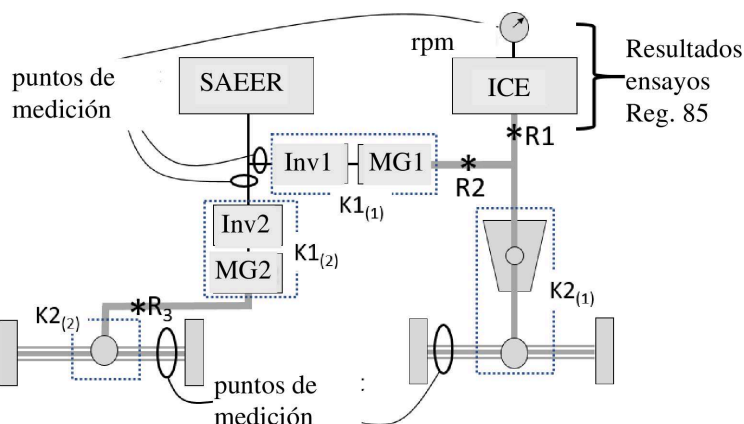 rpm
Resultados
ensayos
Reg. 85
puntos de
medición
SAEER
ICE
*R1
Inv1
MG1
*
R2
K1(1)
Inv2
MG2
K1(2)
K2(1)
*R3
K2(2)
puntos de
medición
: